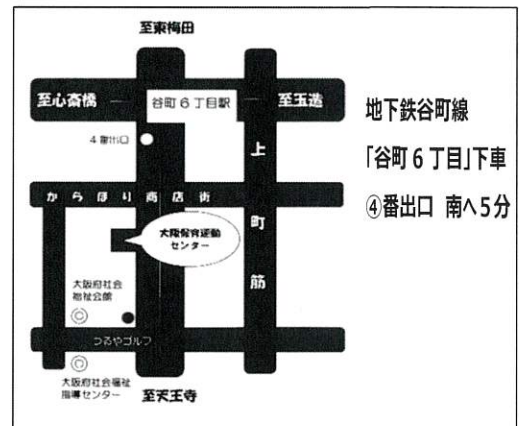 至東梅田
至心斎橋
谷町6丁目駅
至玉造
4番出口
上町筋
からほり商店街
大阪保育運動
センター
大阪府社会
福祉会館
つるやゴルフ
大阪府社会福祉
指導センター
至天王寺
地下鉄谷町線
「谷町6丁目」下車
④番出口 南へ5分